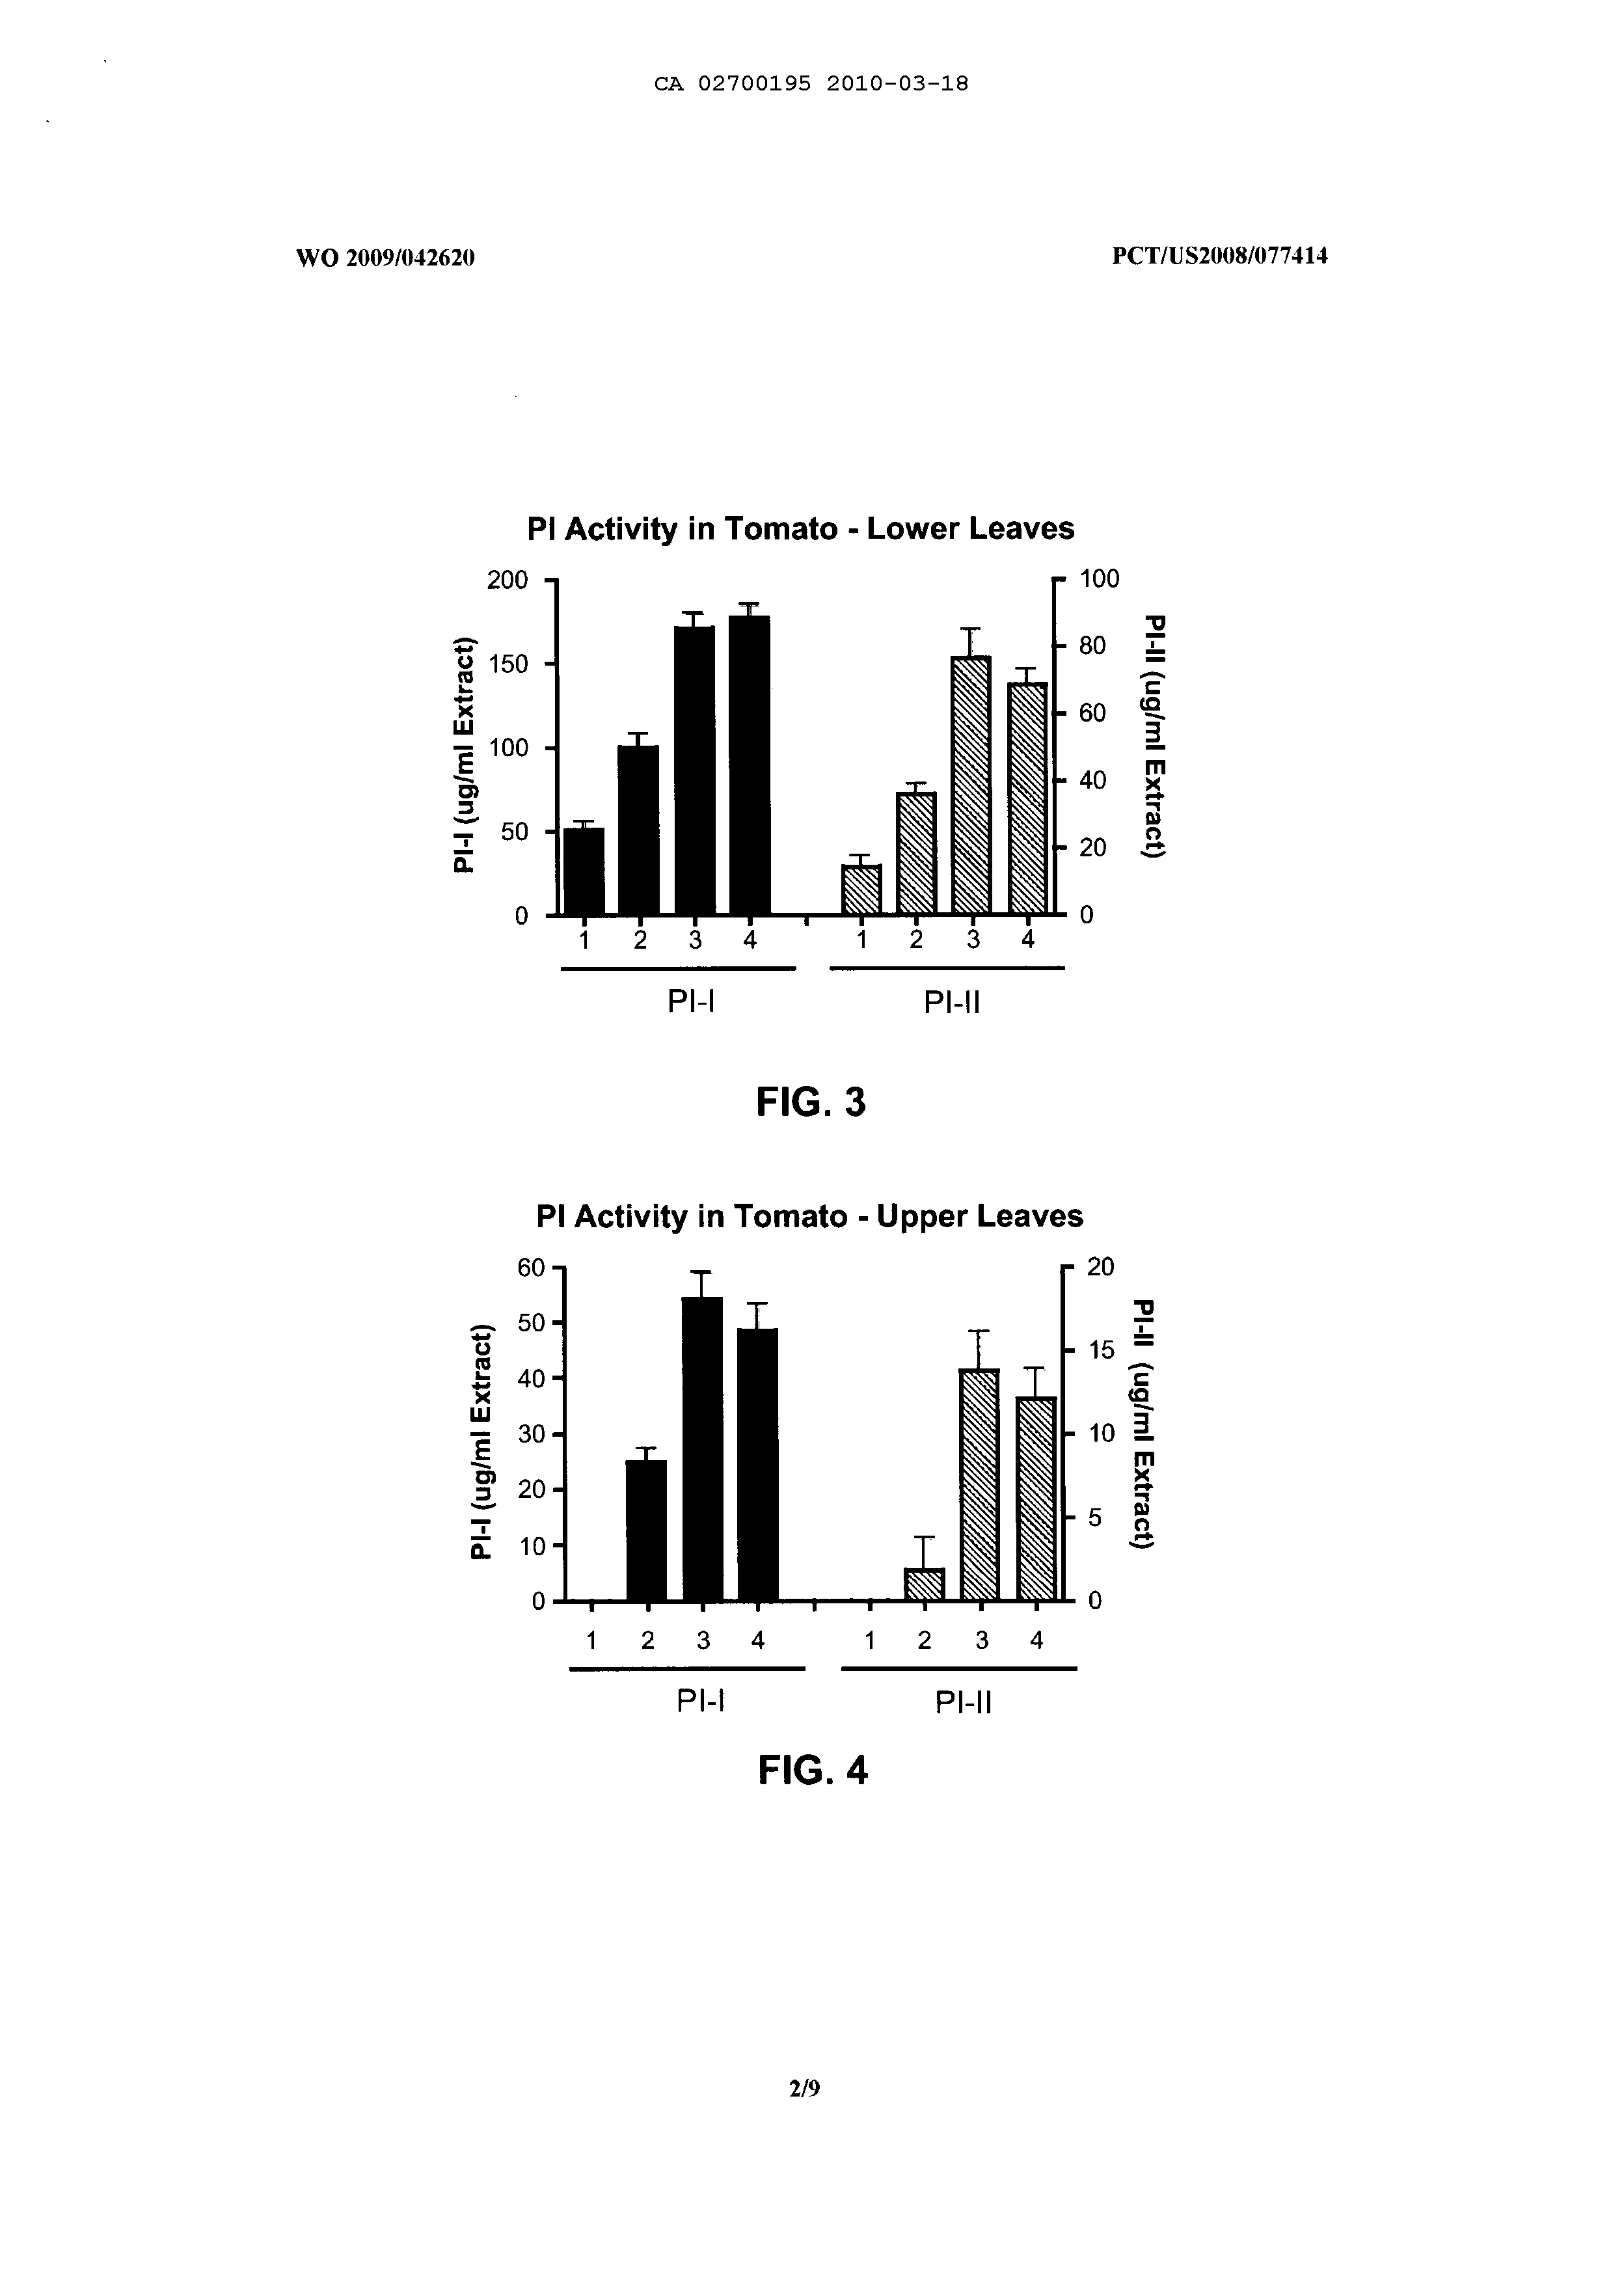 CA 02700195 2010-03-18
WO 2009/042620
PCT/US2008/077414
PI Activity in Tomato - Lower Leaves
PI-I (ug/ml Extract)
200
150
100
50
0
100
80
60
40
20
0
PI-II (ug/ml Extract)
1 2 3 4 1 2 3 4
PI-I PI-II
FIG. 3
PI Activity in Tomato - Upper Leaves
PI-I (ug/ml Extract)
60
50
40
30
20
10
0
20
15
10
5
0
PI-II (ug/ml Extract)
1 2 3 4 1 2 3 4
PI-I PI-II
FIG. 4
2/9